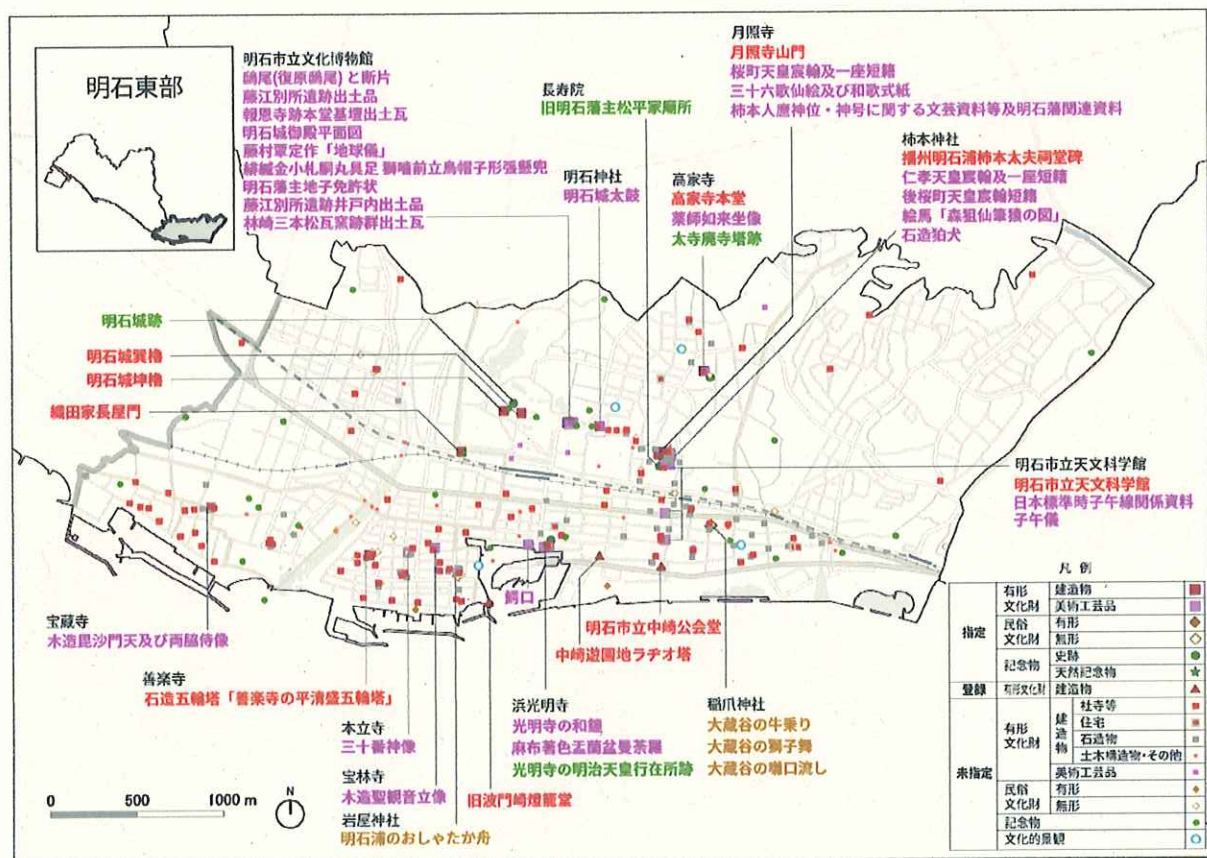 明石東部
明石市立文化博物館
鴟尾(復原鴟尾)と断片
藤江別所遺跡出土品
報恩寺跡本堂基壇出土瓦
明石城御殿平面図
藤村覃定作「地球儀」
緋縅金小札胴丸具足 獅噛前立烏帽子形張懸兜
明石藩主地子免許状
藤江別所遺跡井戸内出土品
林崎三本松瓦窯跡群出土瓦
長寿院
旧明石藩主松平家廟所
明石神社
明石城太鼓
月照寺
月照寺山門
桜町天皇宸翰及一座短籍
三十六歌仙絵及び和歌式紙
柿本人麿神位・神号に関する文芸資料等及明石藩関連資料
高家寺
高家寺本堂
薬師如来坐像
太寺廃寺塔跡
柿本神社
播州明石浦柿本太夫祠堂碑
仁孝天皇宸翰及一座短籍
後桜町天皇宸翰短籍
絵馬「森狙仙筆猿の図」
石造狛犬
明石城跡
明石城巽櫓
明石城坤櫓
織田家長屋門
明石市立天文科学館
明石市立天文科学館
日本標準時子午線関係資料
子午儀
鰐口
明石市立中崎公会堂
中崎遊園地ラヂオ塔
宝蔵寺
木造毘沙門天及び両脇侍像
善楽寺
石造五輪塔「善楽寺の平清盛五輪塔」
本立寺
三十番神像
宝林寺
木造聖観音立像
岩屋神社
明石浦のおしゃたか舟
旧波門崎燈籠堂
浜光明寺
光明寺の和鐘
麻布著色盂蘭盆曼荼羅
光明寺の明治天皇行在所跡
稲爪神社
大蔵谷の牛乗り
大蔵谷の獅子舞
大蔵谷の囃口流し
0 500 1000 m
N
凡例
指定 有形文化財 建造物
美術工芸品
民俗文化財 有形
無形
記念物 史跡
天然記念物
登録 有形文化財 建造物
未指定 有形文化財 建造物 社寺等
住宅
石造物
土木構造物・その他
美術工芸品
民俗文化財 有形
無形
記念物
文化的景観